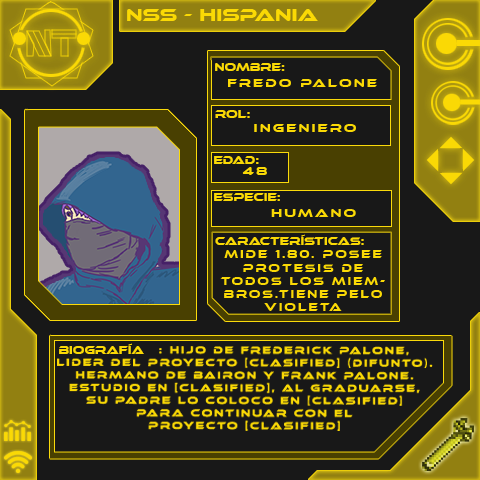 NT
NSS - HISPANIA
NOMBRE:
FREDO PALONE
ROL:
INGENIERO
EDAD:
48
ESPECIE:
HUMANO
CARACTERÍSTICAS:
MIDE 1.80. POSEE
PROTESIS DE
TODOS LOS MIEM-
BROS.TIENE PELO
VIOLETA
BIOGRAFÍA : HIJO DE FREDERICK PALONE,
LIDER DEL PROYECTO [CLASIFIED] (DIFUNTO).
HERMANO DE BAIRON Y FRANK PALONE.
ESTUDIO EN [CLASIFIED], AL GRADUARSE,
SU PADRE LO COLOCO EN [CLASIFIED]
PARA CONTINUAR CON EL
PROYECTO [CLASIFIED]